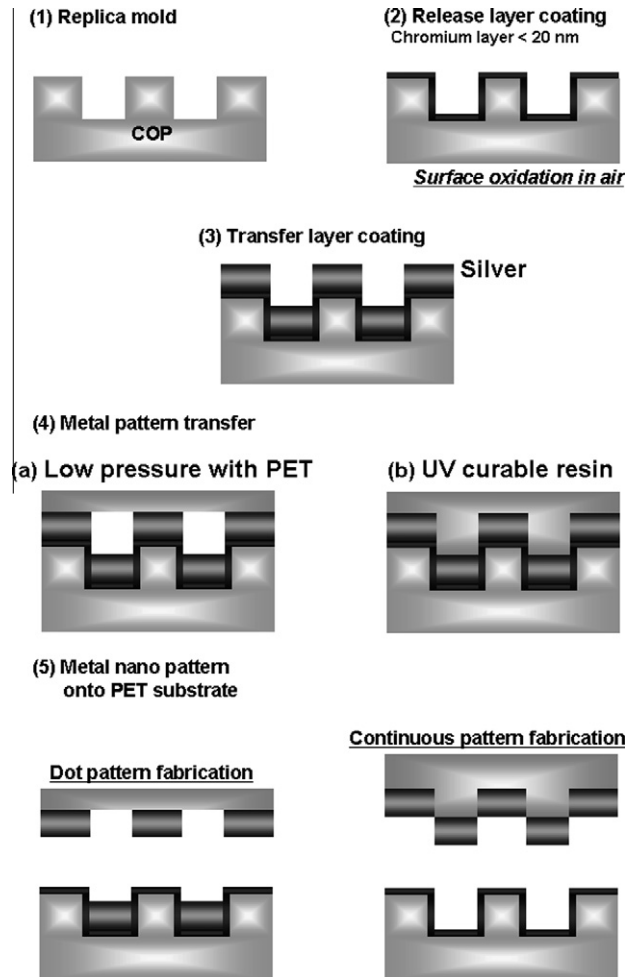 (1) Replica mold
(2) Release layer coating
Chromium layer < 20 nm
COP
Surface oxidation in air
(3) Transfer layer coating
Silver
(4) Metal pattern transfer
(a) Low pressure with PET
(b) UV curable resin
(5) Metal nano pattern
onto PET substrate
Dot pattern fabrication
Continuous pattern fabrication